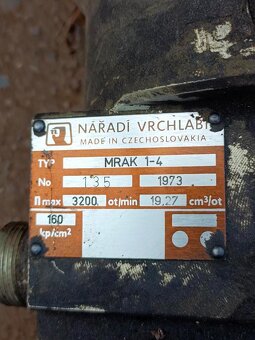 NÁŘADÍ VRCHLABÍ
MADE IN CZECHOSLOVAKIA
TYP MRAK 1-4
No 135 1973
n max 3200 ot/min 19,27 cm³/ot
160
kp/cm²